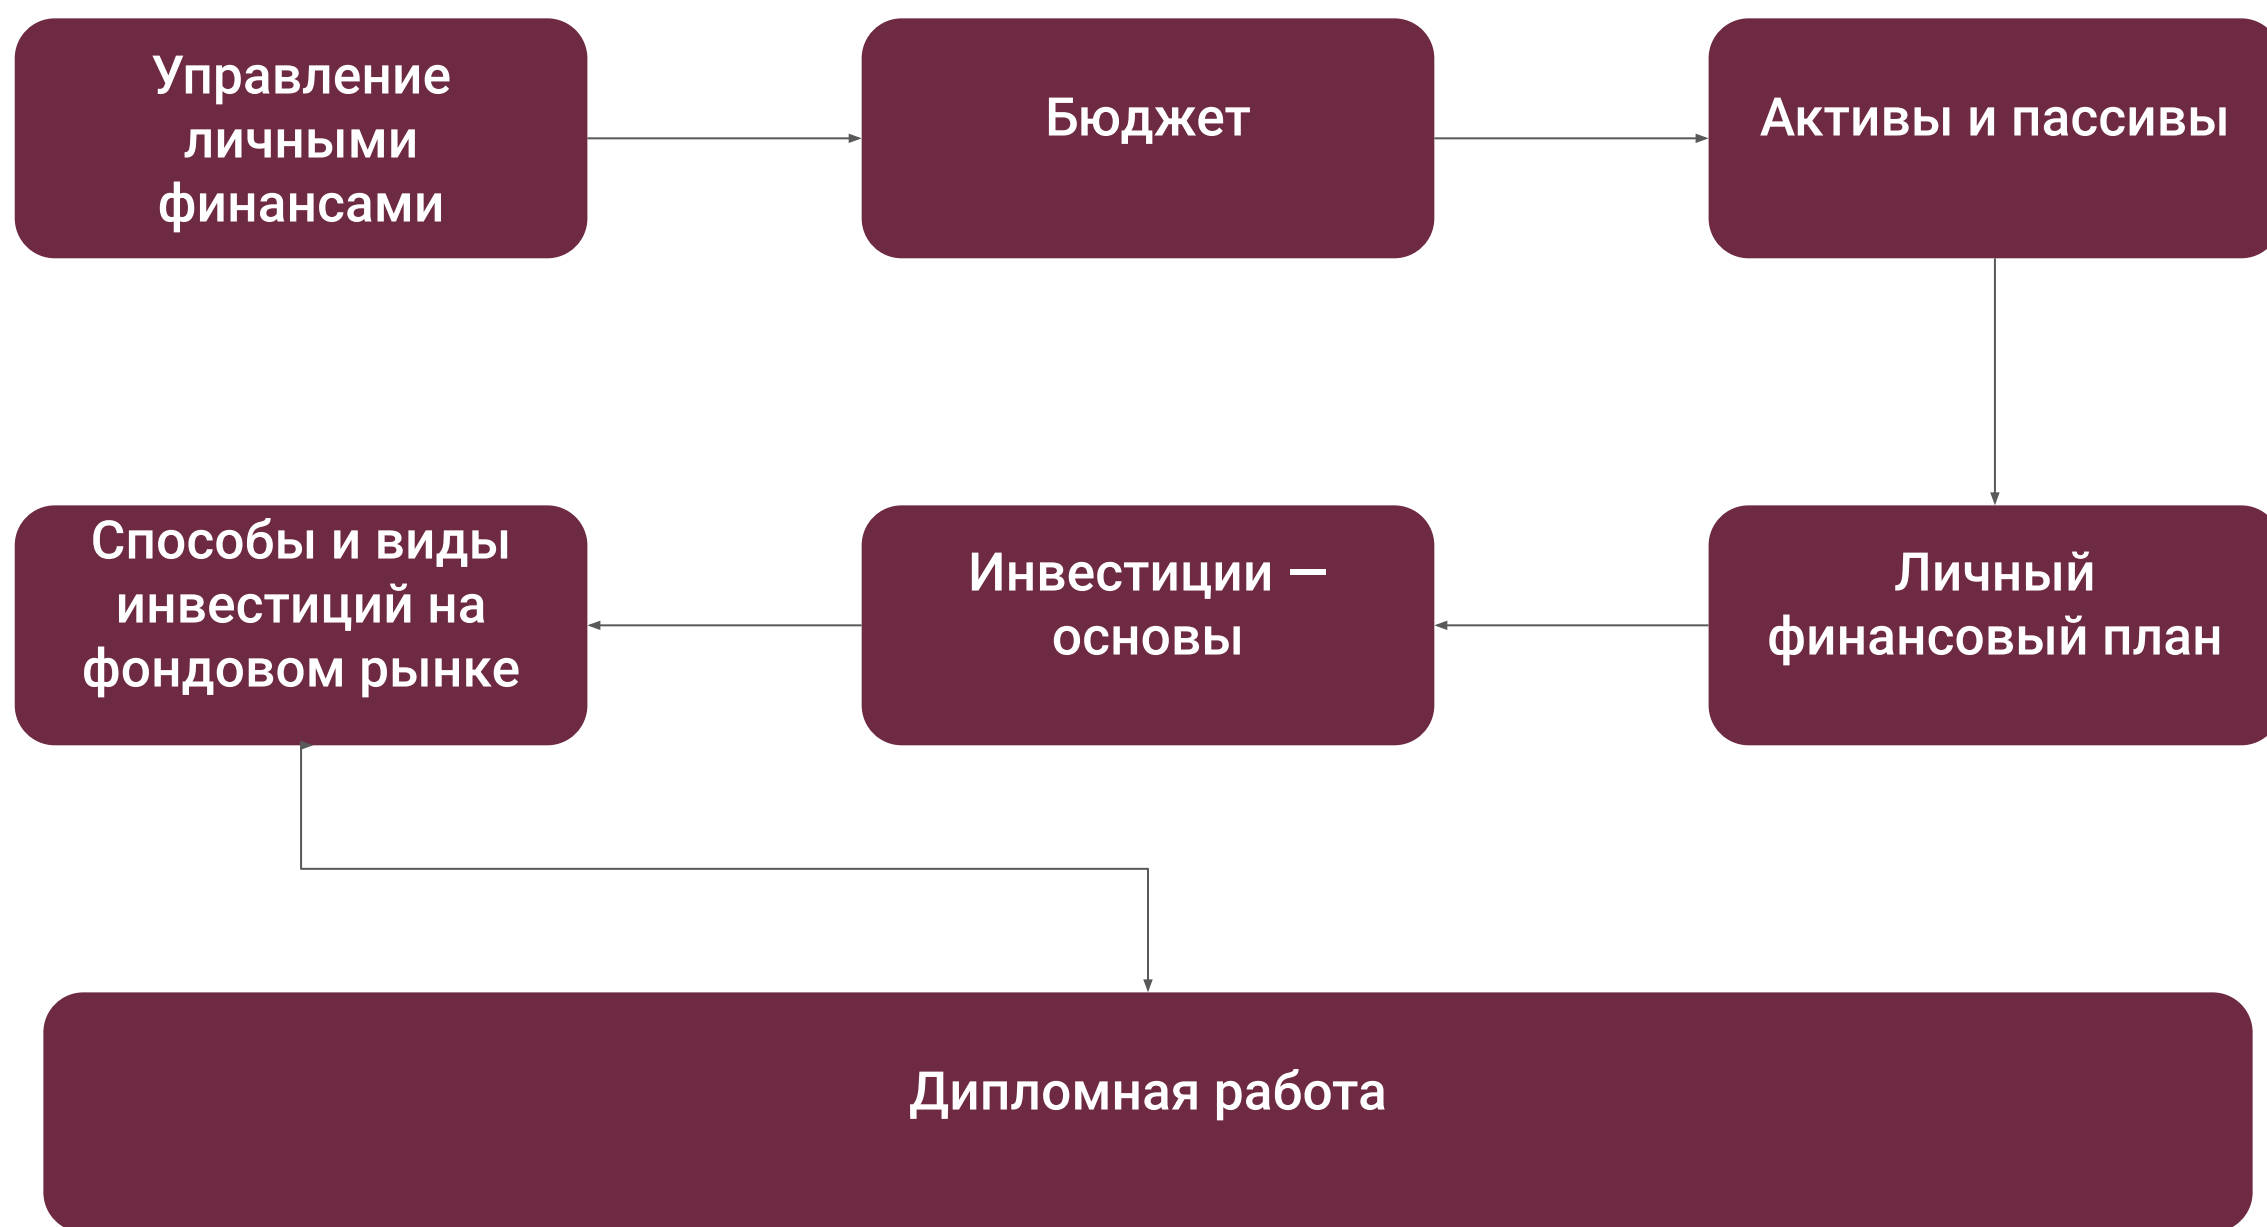 Управление
личными
финансами
Бюджет
Активы и пассивы
Способы и виды
инвестиций на
фондовом рынке
Инвестиции —
основы
Личный
финансовый план
Дипломная работа